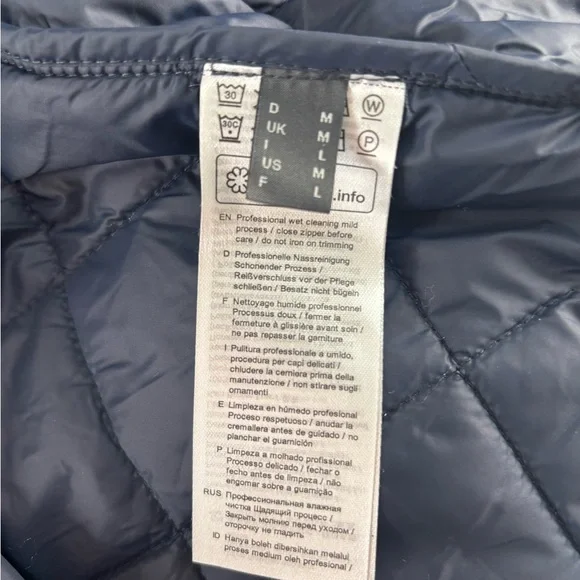 30
W
30C
P
D M
UK M
I L
US M
F L
.info
EN Professional wet cleaning mild
process / close zipper before
care / do not iron on trimming
D Professionelle Nassreinigung
Schonender Prozess /
Reißverschluss vor der Pflege
schließen / Besatz nicht bügeln
F Nettoyage humide professionnel
Processus doux / fermer la
fermeture à glissière avant soin /
ne pas repasser la garniture
I Pulitura professionale a umido,
procedura per capi delicati /
chiudere la cerniera prima della
manutenzione / non stirare sugli
ornamenti
E Limpieza en húmedo profesional
Proceso respetuoso / anudar la
cremallera antes de guidado / no
planchar el guarnición
P Limpeza a molhado profissional
Processo delicado / fechar o
fecho antes de limpeza / não
engomar sobre a guarnição
RUS Профессиональная влажная
чистка Щадящий процесс /
Закрыть молнию перед уходом /
оторочку не гладить
ID Hanya boleh dibersihkan melalui
proses medium oleh profesional /